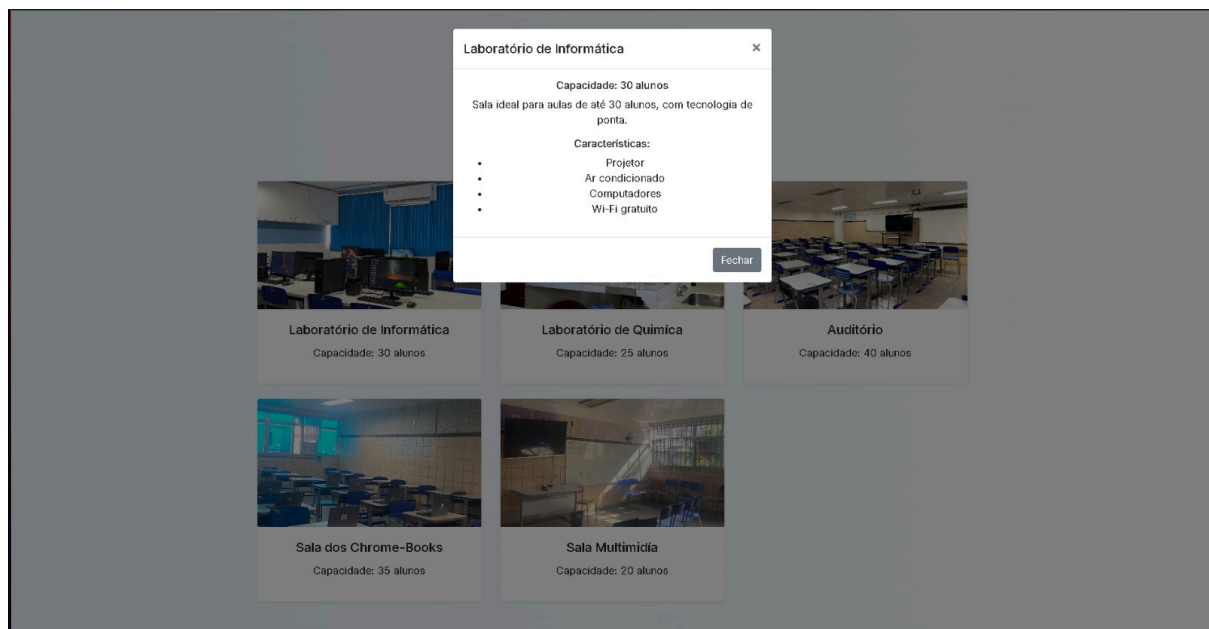 Laboratório de Informática ×
Capacidade: 30 alunos
Sala ideal para aulas de até 30 alunos, com tecnologia de
ponta.
Características:
• Projetor
• Ar condicionado
• Computadores
• Wi-Fi gratuito
Fechar
Laboratório de Informática
Capacidade: 30 alunos
Laboratório de Quimíca
Capacidade: 25 alunos
Auditório
Capacidade: 40 alunos
Sala dos Chrome-Books
Capacidade: 35 alunos
Sala Multimidía
Capacidade: 20 alunos